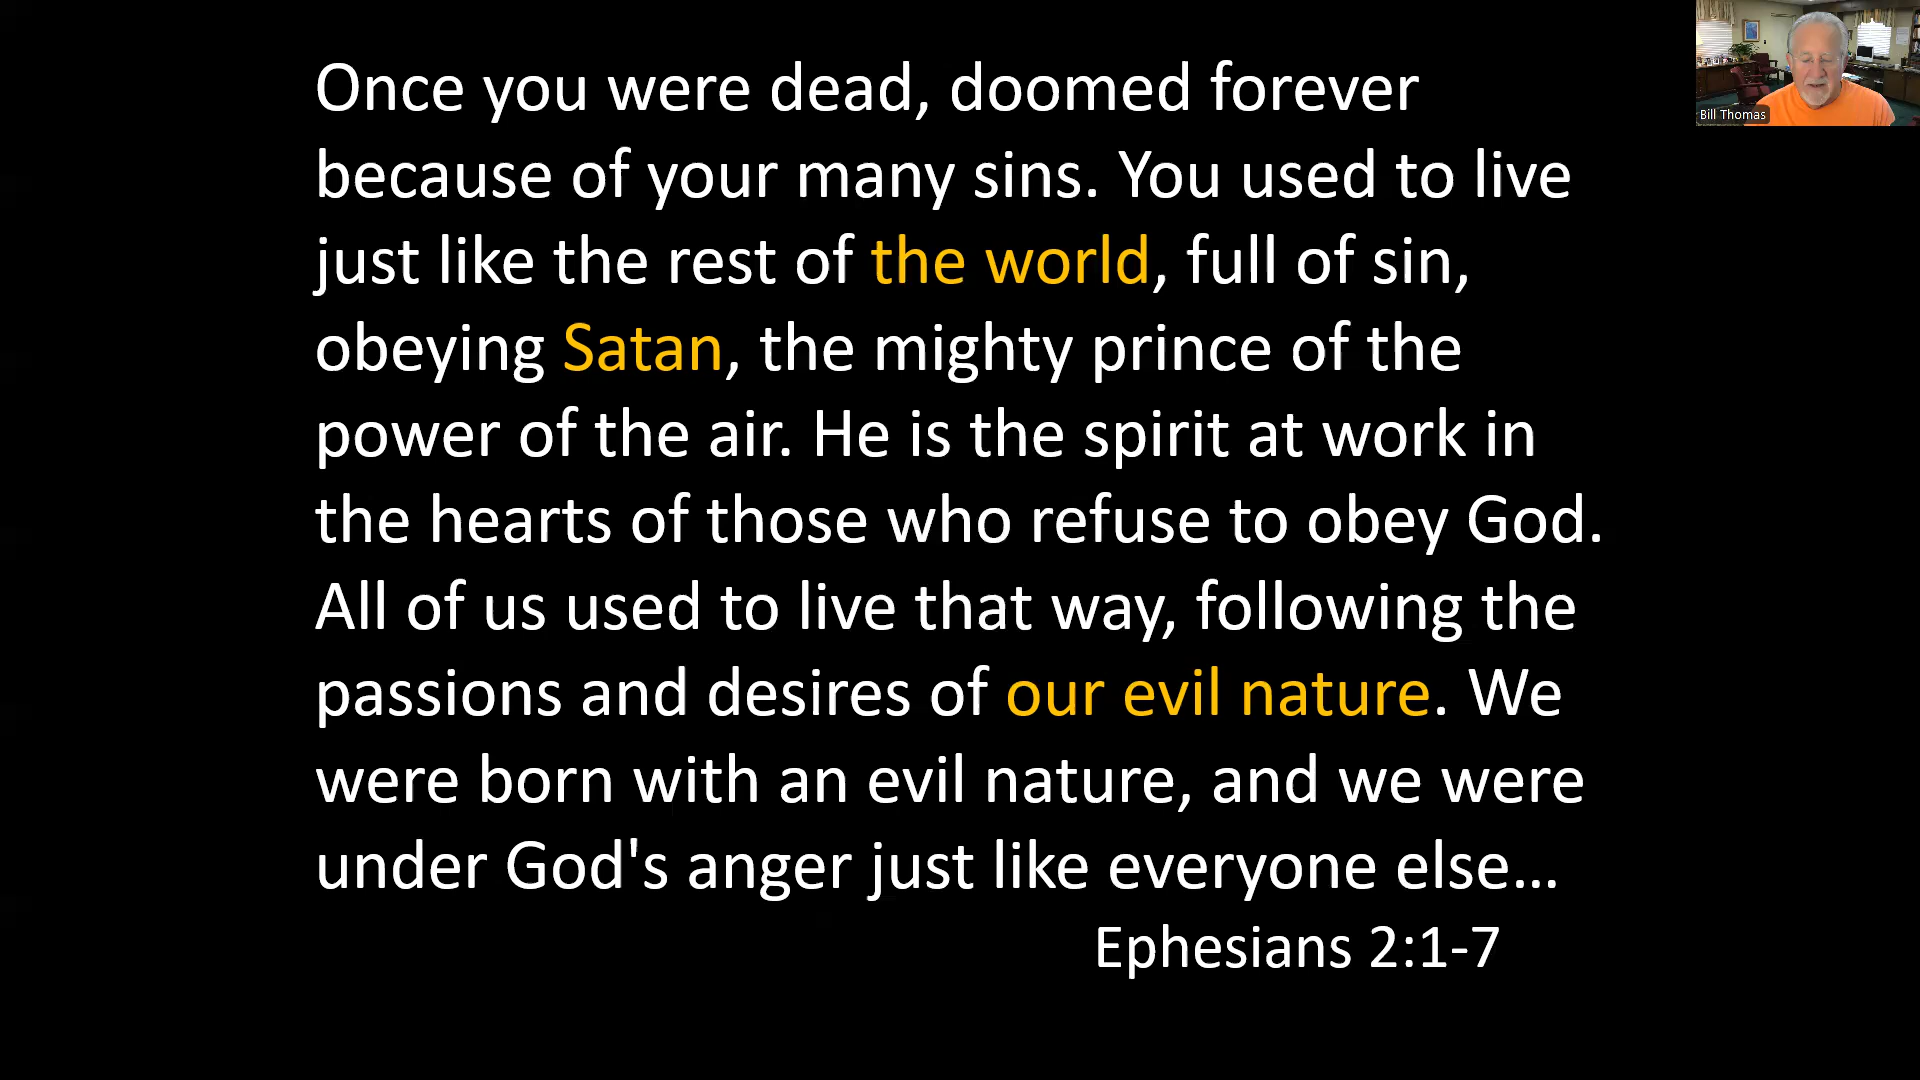 Once you were dead, doomed forever
because of your many sins. You used to live
just like the rest of the world, full of sin,
obeying Satan, the mighty prince of the
power of the air. He is the spirit at work in
the hearts of those who refuse to obey God.
All of us used to live that way, following the
passions and desires of our evil nature. We
were born with an evil nature, and we were
under God's anger just like everyone else…
Ephesians 2:1-7
Bill Thomas